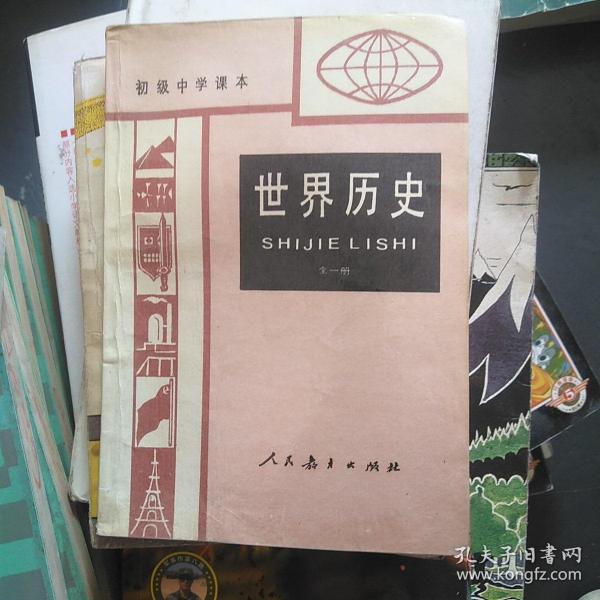 初级中学课本
世界历史
SHIJIE LISHI
全一册
人民教育出版社
5
孔夫子旧书网
www.kongfz.com